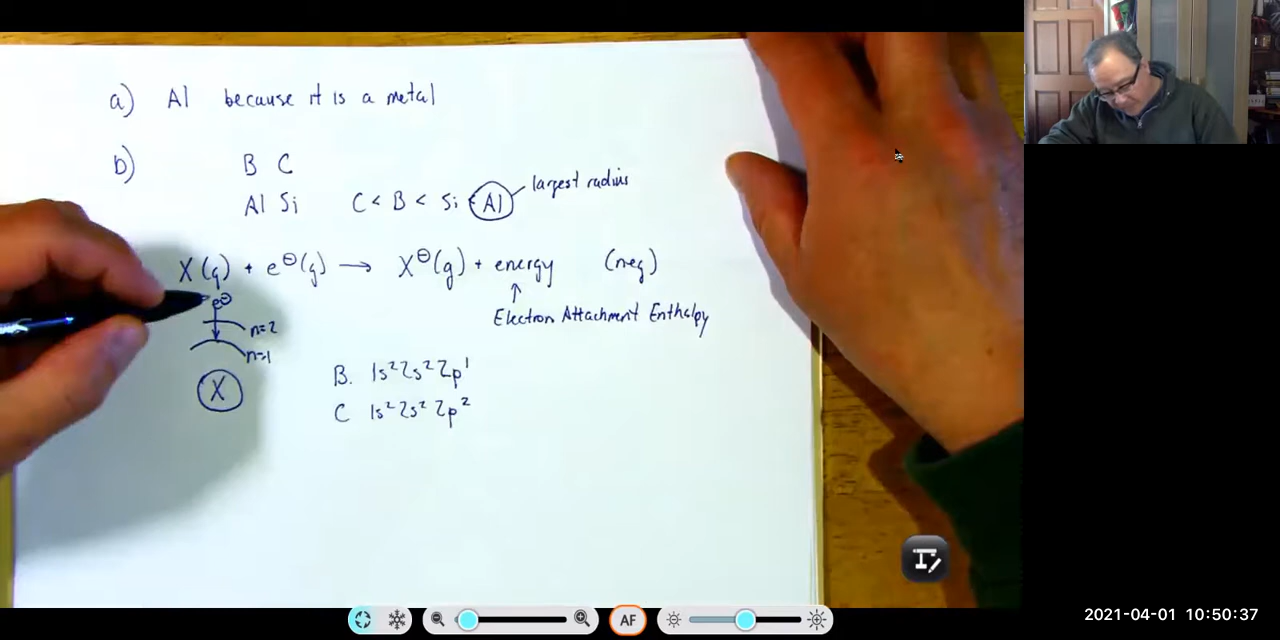 a) Al because it is a metal
b) B C
Al Si C < B < Si < Al largest radius
X(g) + e⊖(g) → X⊖(g) + energy (neg)
↑
Electron Attachment Enthalpy
e⊖
n=2
n=1
X
B. 1s²2s²2p¹
C 1s²2s²2p²
AF
2021-04-01 10:50:37